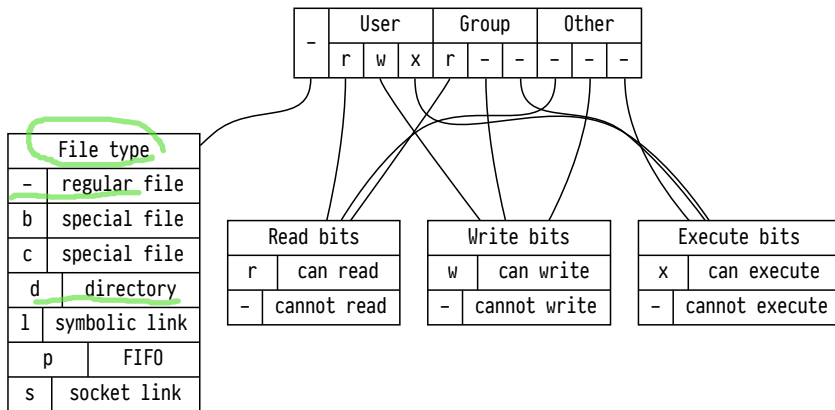 - User Group Other
r w x r - - - - -
File type
- regular file
b special file
c special file
d directory
l symbolic link
p FIFO
s socket link
Read bits
r can read
- cannot read
Write bits
w can write
- cannot write
Execute bits
x can execute
- cannot execute